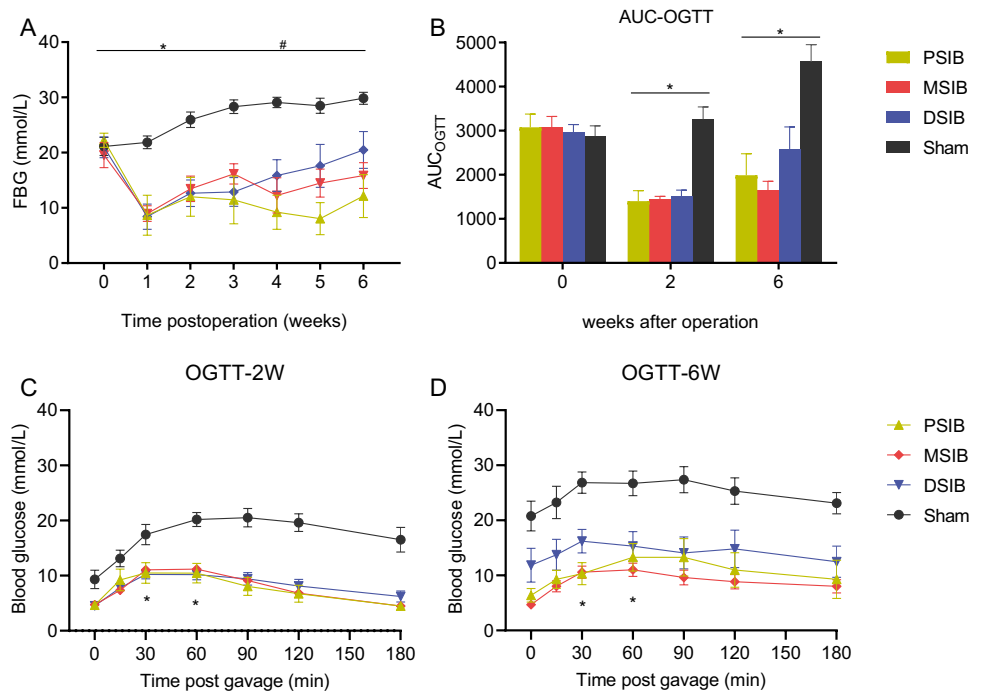 A
FBG (mmol/L)
40
30
20
10
0
* #
0 1 2 3 4 5 6
Time postoperation (weeks)
B
AUC-OGTT
AUC_OGTT
5000
4000
3000
2000
1000
0
*
*
0 2 6
weeks after operation
PSIB
MSIB
DSIB
Sham
C
OGTT-2W
Blood glucose (mmol/L)
40
30
20
10
0
* *
0 30 60 90 120 150 180
Time post gavage (min)
D
OGTT-6W
Blood glucose (mmol/L)
40
30
20
10
0
* *
0 30 60 90 120 150 180
Time post gavage (min)
PSIB
MSIB
DSIB
Sham